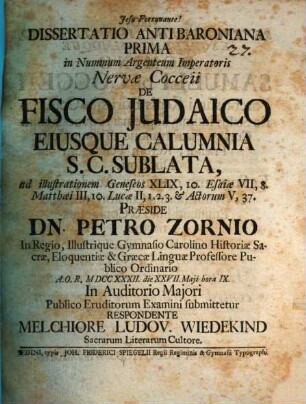 Jesu Fortunante!
DISSERTATIO ANTIBARONIANA
PRIMA
27.
in Nummum Argenteum Imperatoris
Nervæ Cocceii
DE
FISCO JUDAICO
EIUSQUE CALUMNIA
S.C. SUBLATA,
ad illustrationem Geneseos XLIX, 10. Esaiæ VII, 8.
Matthæi III, 10. Lucæ II, 1.2.3. & Actorum V, 37.
PRÆSIDE
DN. PETRO ZORNIO
In Regio, Illustrique Gymnasio Carolino Historiæ Sa-
cræ, Eloquentiæ & Græcæ Linguæ Professore Pu-
blico Ordinario
A.O.R. MDCCXXXII. die XXVII. Maji hora IX.
In Auditorio Majori
Publico Eruditorum Examini submittetur
RESPONDENTE
MELCHIORE LUDOV. WIEDEKIND
Sacrarum Literarum Cultore.
SEDINI, typis JOH. FRIDERICI SPIEGELII Regii Regiminis & Gymnasii Typographi.